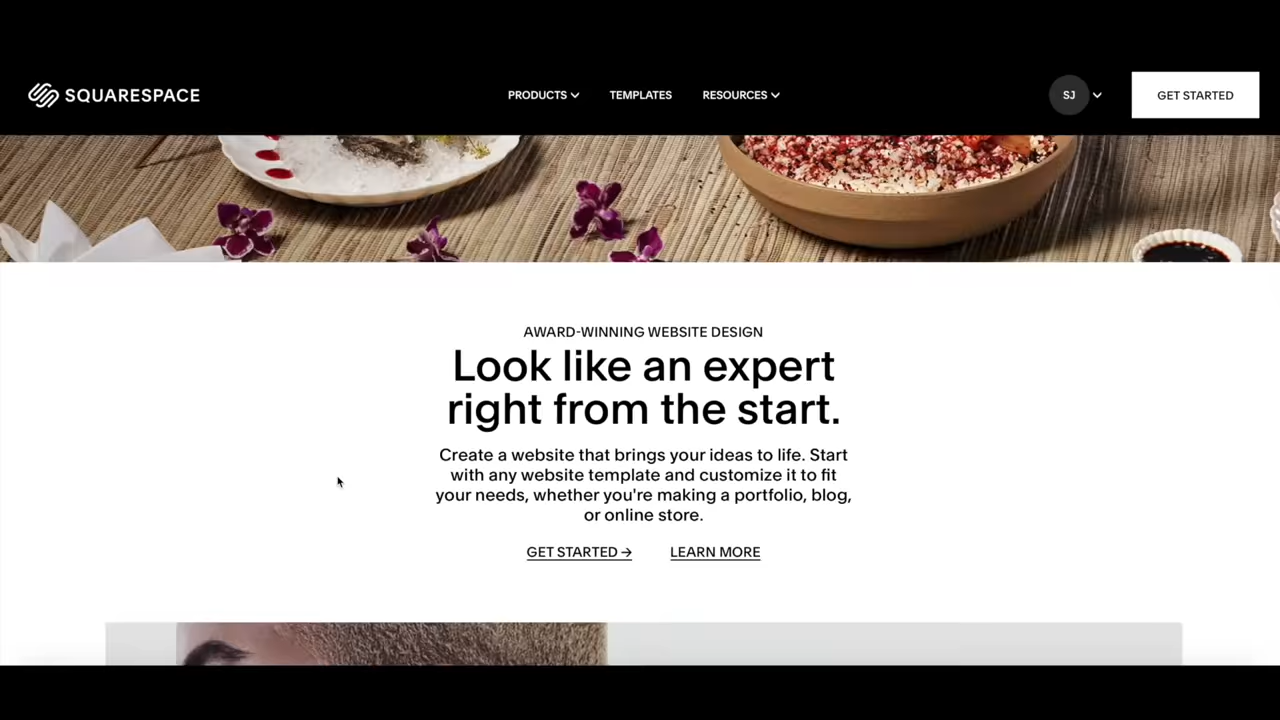 SQUARESPACE
PRODUCTS
TEMPLATES
RESOURCES
SJ
GET STARTED
AWARD-WINNING WEBSITE DESIGN
Look like an expert
right from the start.
Create a website that brings your ideas to life. Start
with any website template and customize it to fit
your needs, whether you're making a portfolio, blog,
or online store.
GET STARTED →
LEARN MORE